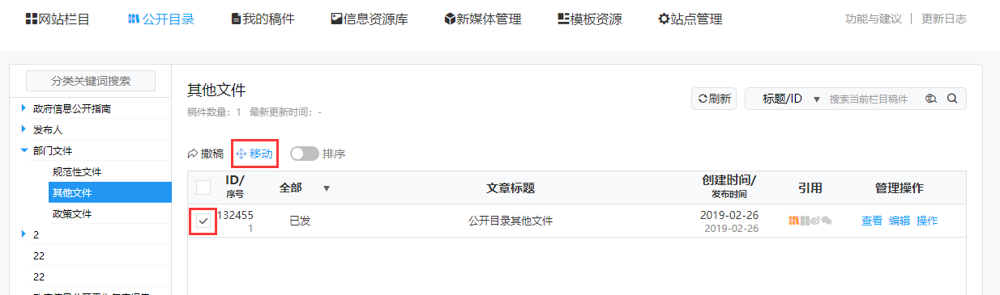 网站栏目 公开目录 我的稿件 信息资源库 新媒体管理 模板资源 站点管理 功能与建议 | 更新日志
分类关键词搜索
政府信息公开指南
发布人
部门文件
规范性文件
其他文件
政策文件
2
22
22
其他文件
稿件数量：1 最新更新时间：-
刷新 标题/ID 搜索当前栏目稿件
撤稿 移动 排序
ID/序号 全部 文章标题 创建时间/发布时间 引用 管理操作
132455 已发 公开目录其他文件 2019-02-26 查看 编辑 操作
1 2019-02-26